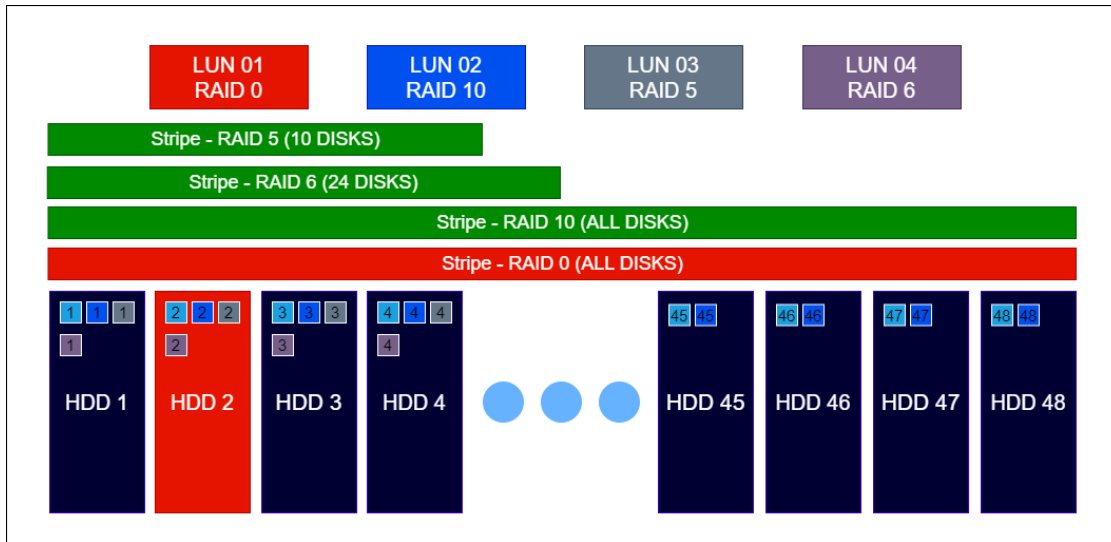 LUN 01
RAID 0
LUN 02
RAID 10
LUN 03
RAID 5
LUN 04
RAID 6
Stripe - RAID 5 (10 DISKS)
Stripe - RAID 6 (24 DISKS)
Stripe - RAID 10 (ALL DISKS)
Stripe - RAID 0 (ALL DISKS)
1 1 1
1
HDD 1
2 2 2
2
HDD 2
3 3 3
3
HDD 3
4 4 4
4
HDD 4
45 45
HDD 45
46 46
HDD 46
47 47
HDD 47
48 48
HDD 48